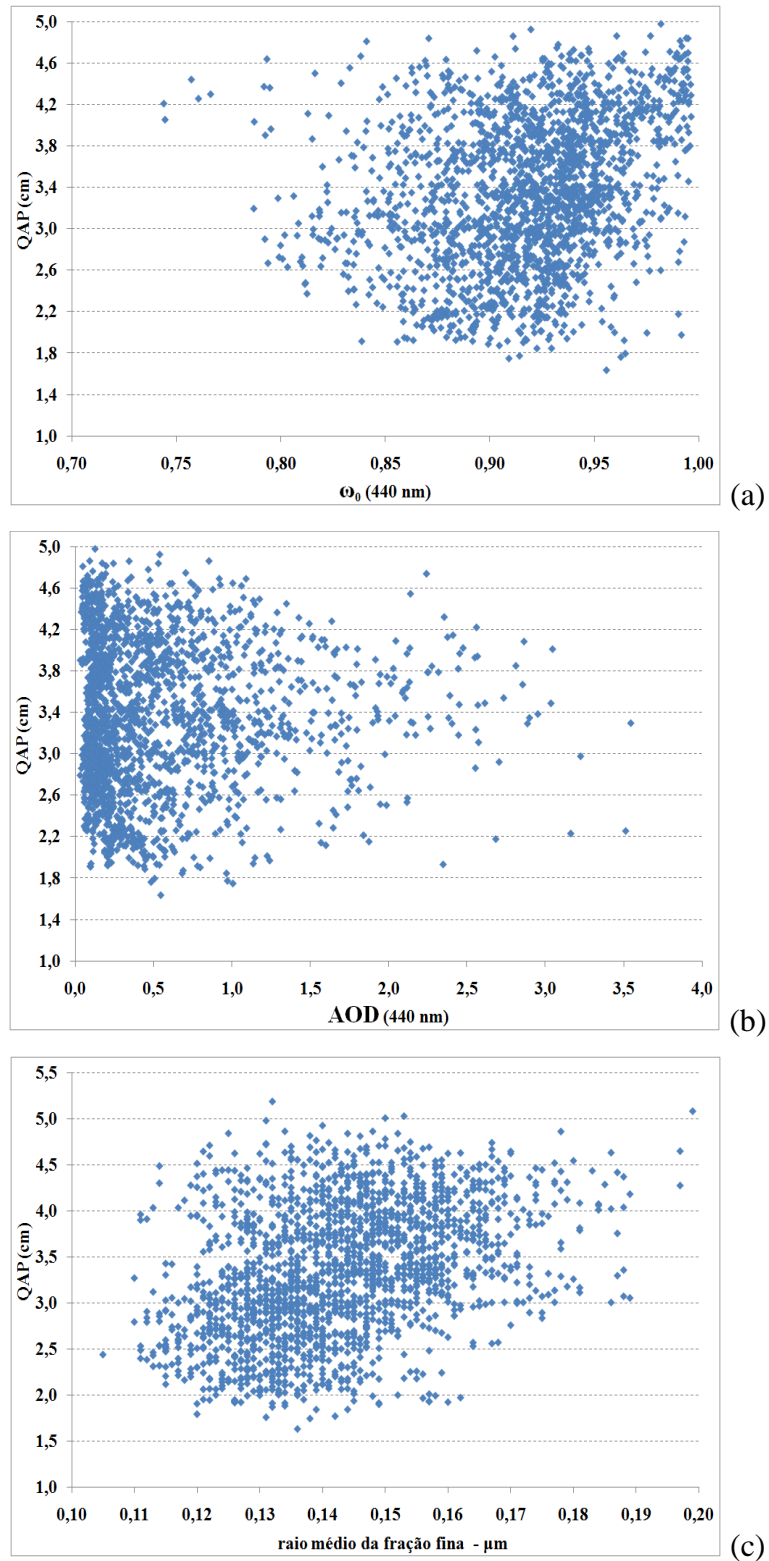 5,0
4,6
4,2
3,8
3,4
3,0
2,6
2,2
1,8
1,4
1,0
QAP (cm)
0,70 0,75 0,80 0,85 0,90 0,95 1,00
ω₀ (440 nm)
(a)
5,0
4,6
4,2
3,8
3,4
3,0
2,6
2,2
1,8
1,4
1,0
QAP (cm)
0,0 0,5 1,0 1,5 2,0 2,5 3,0 3,5 4,0
AOD (440 nm)
(b)
5,5
5,0
4,5
4,0
3,5
3,0
2,5
2,0
1,5
1,0
QAP (cm)
0,10 0,11 0,12 0,13 0,14 0,15 0,16 0,17 0,18 0,19 0,20
raio médio da fração fina - µm
(c)